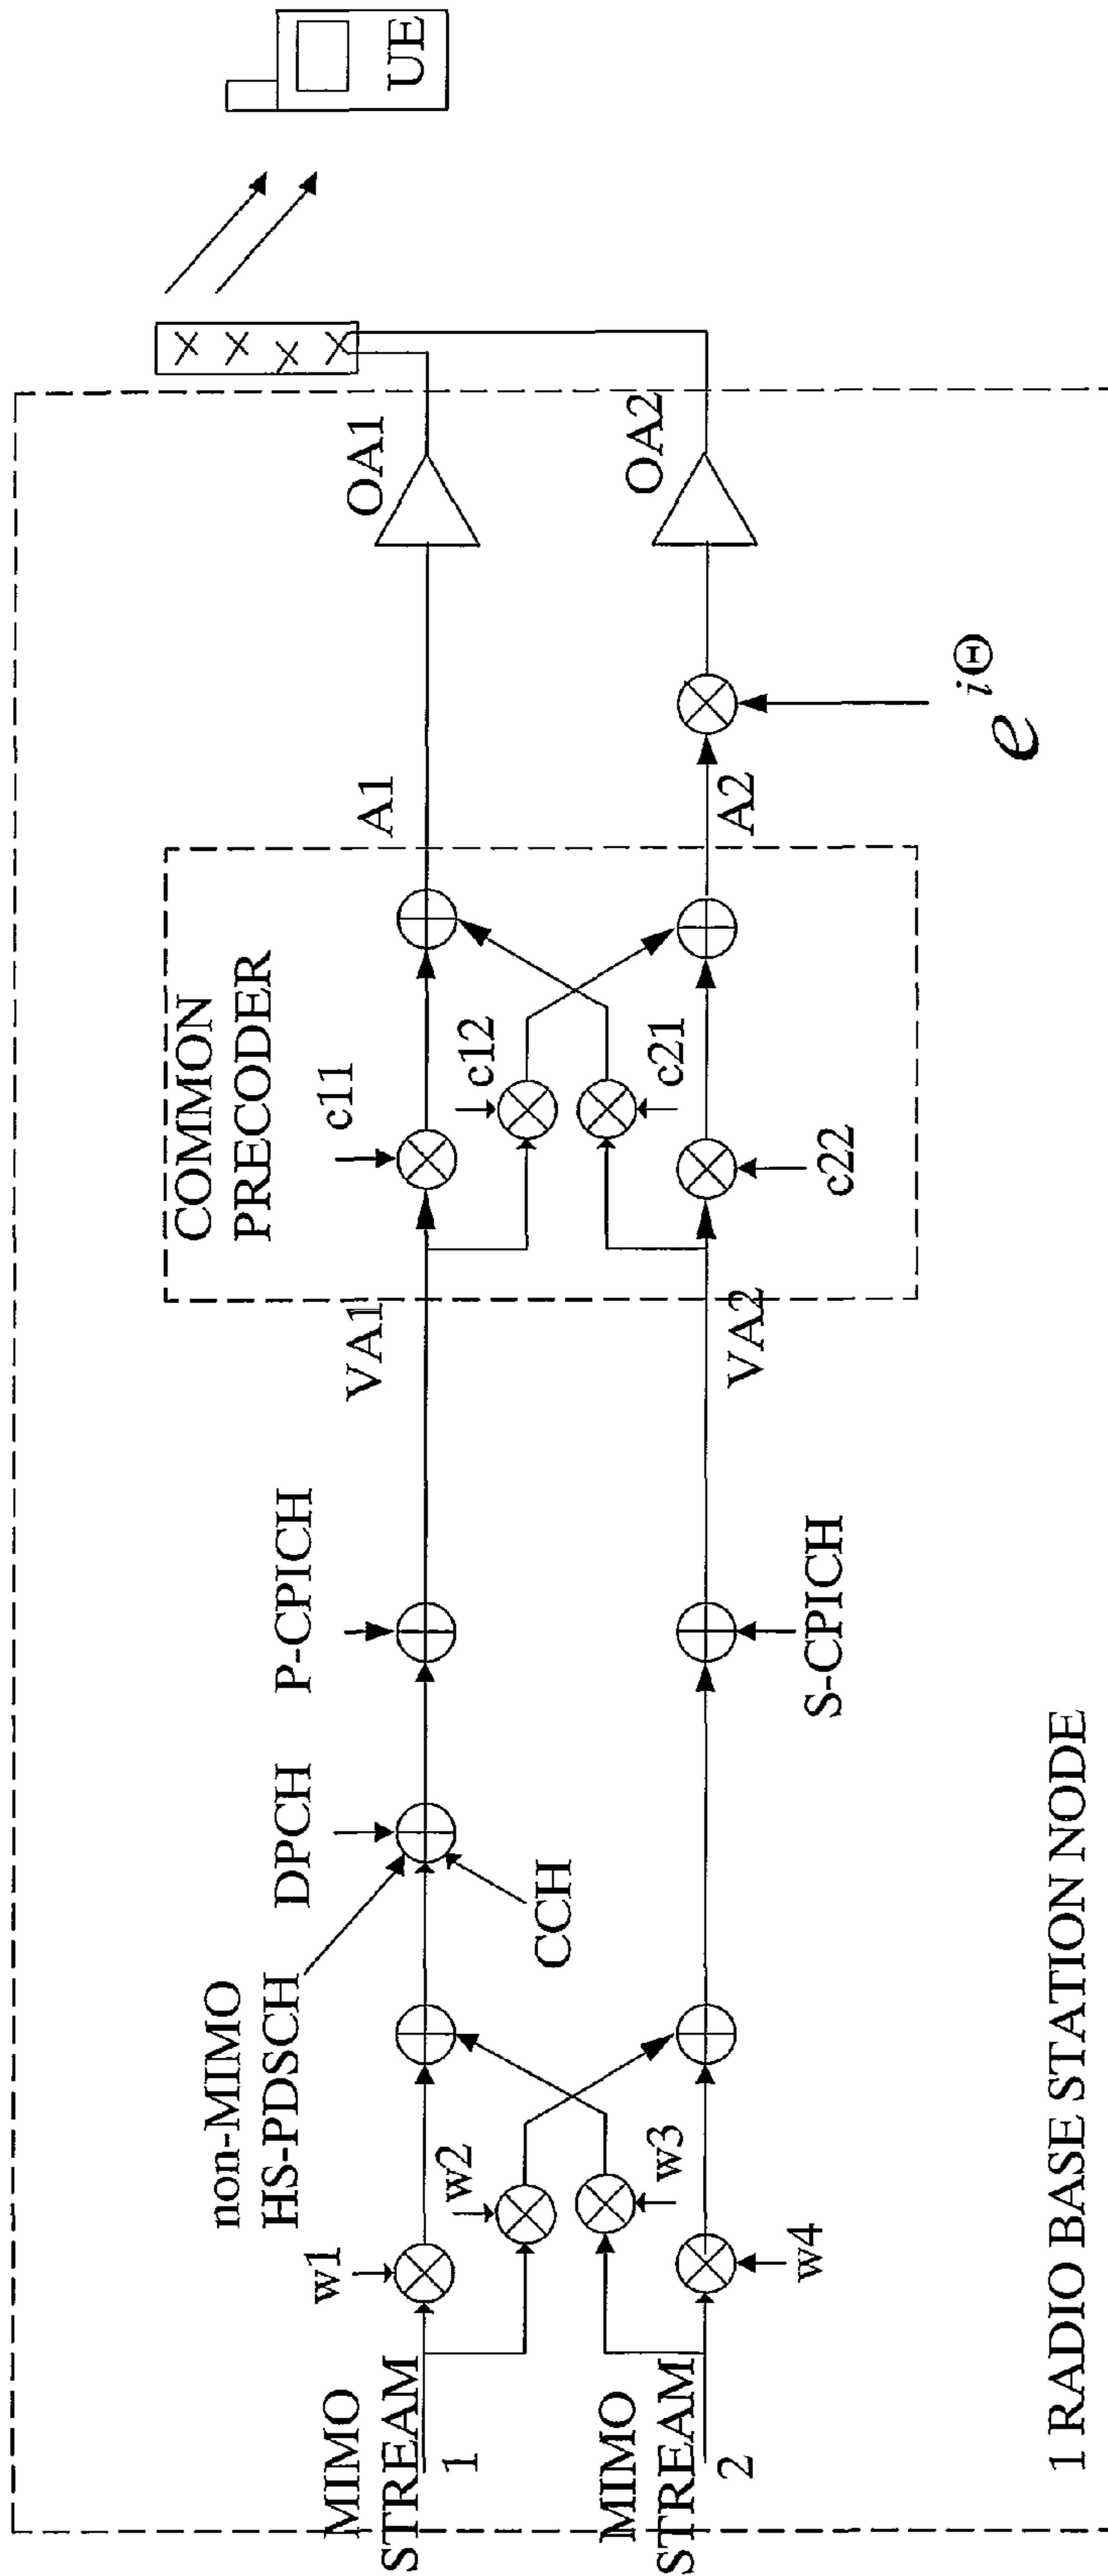 MIMO
STREAM
1
MIMO
STREAM
2
w1
w2
w3
w4
non-MIMO
HS-PDSCH
DPCH
CCH
P-CPICH
S-CPICH
VA1
VA2
COMMON
PRECODER
c11
c12
c21
c22
A1
A2
e^{iΘ}
OA1
OA2
UE
1 RADIO BASE STATION NODE